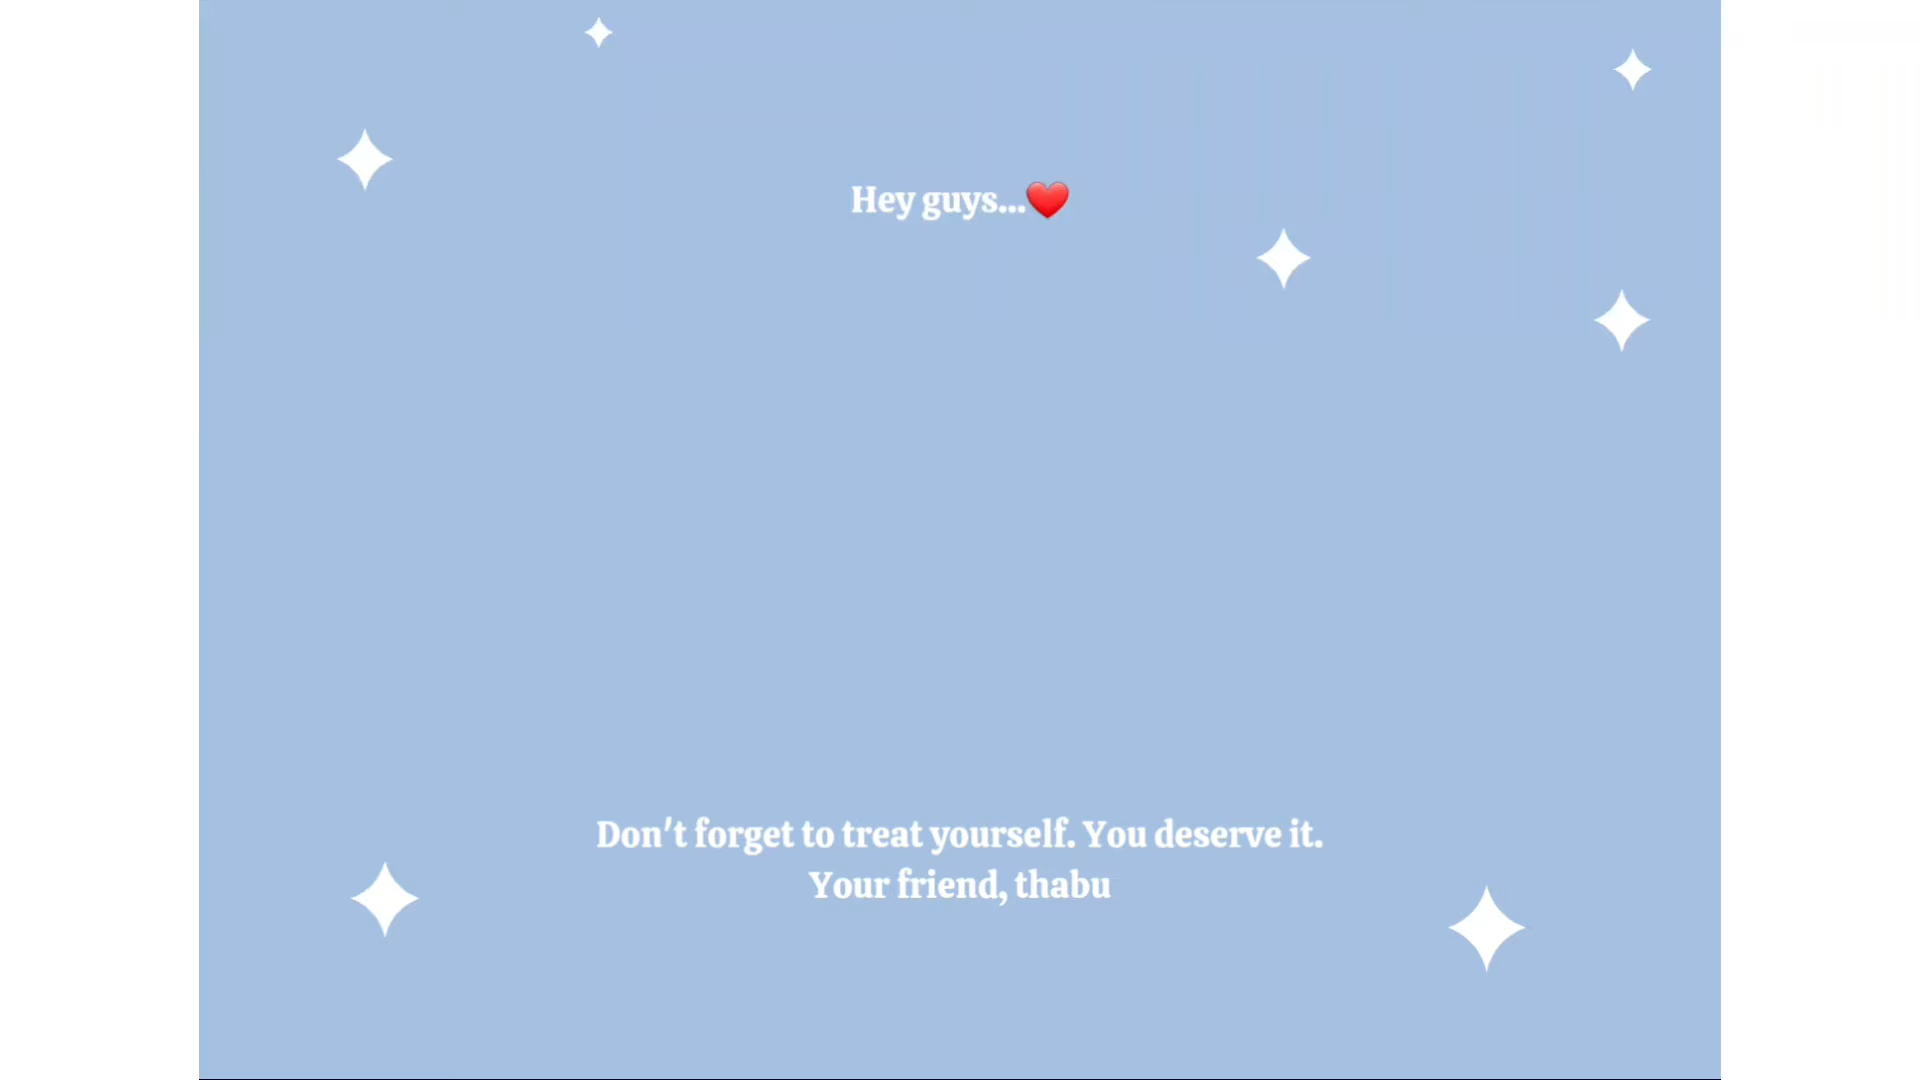 Hey guys...❤️
Don't forget to treat yourself. You deserve it.
Your friend, thabu